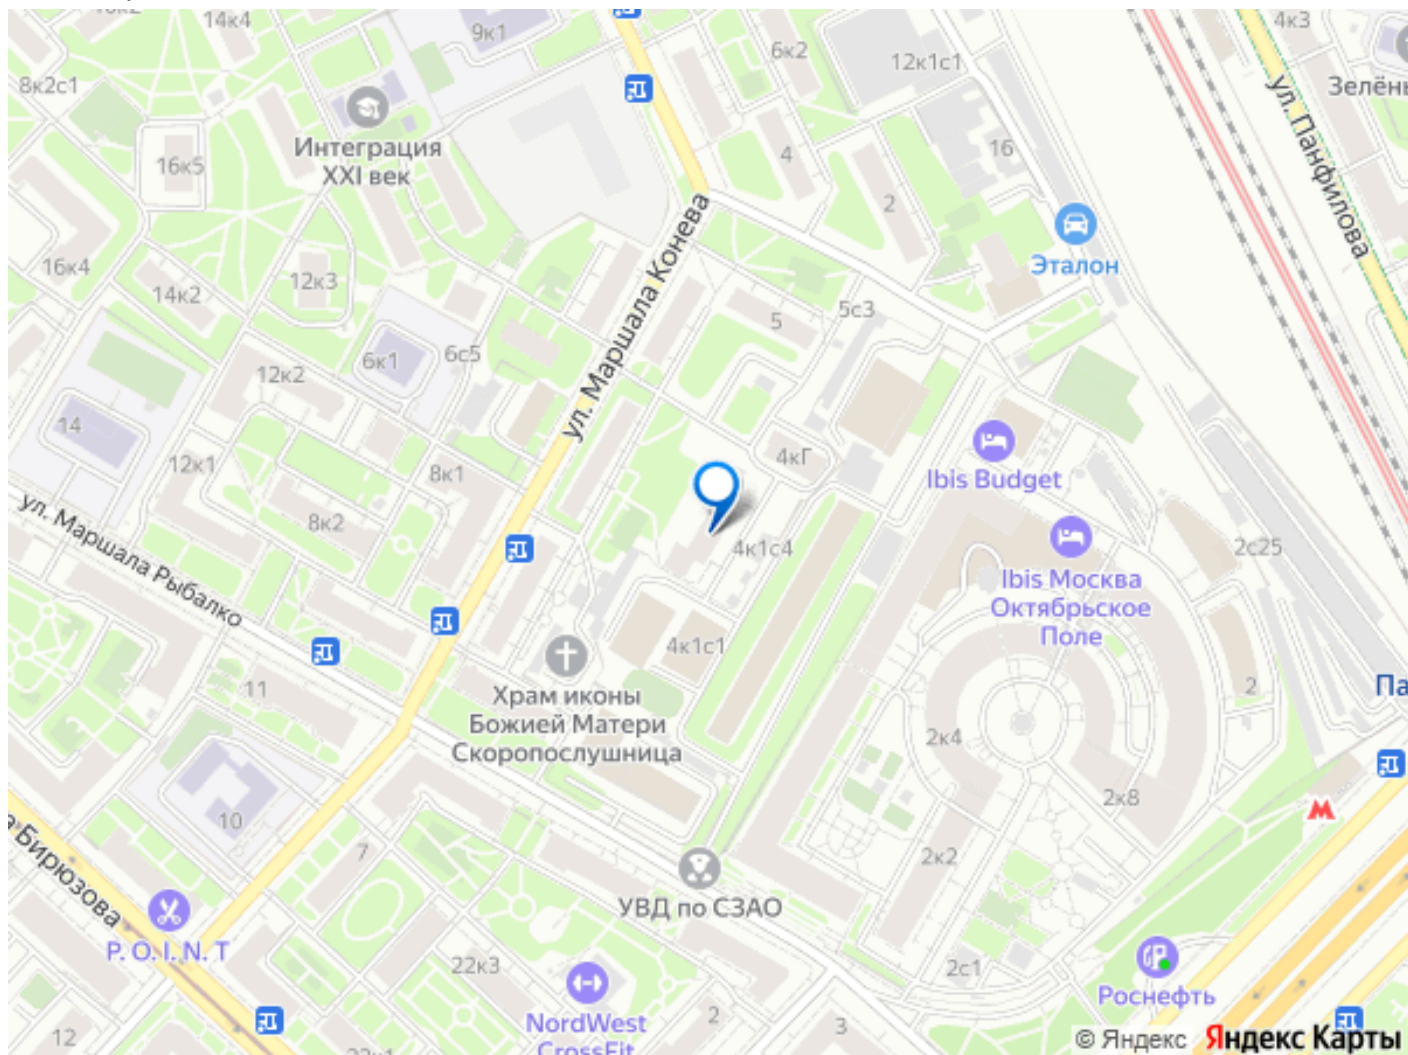 14к4
9к1
6к2
12к1с1
4к3
8к2с1
Интеграция
XXI век
ул. Панфилова
16к5
4
16
2
ул. Маршала Конева
Эталон
16к4
14к2
12к3
5
5с3
6к1
6с5
12к2
14
12к1
8к1
4кГ
Ibis Budget
ул. Маршала Рыбалко
8к2
4к1с4
2с25
Ibis Москва
Октябрьское
Поле
4к1с1
11
Храм иконы
Божией Матери
Скоропослушница
2
2к4
2к8
10
7
2к2
УВД по СЗАО
P. O. I. N. T
22к3
2с1
Роснефть
NordWest
CrossFit
2
3
12
22к1
© Яндекс Яндекс Карты